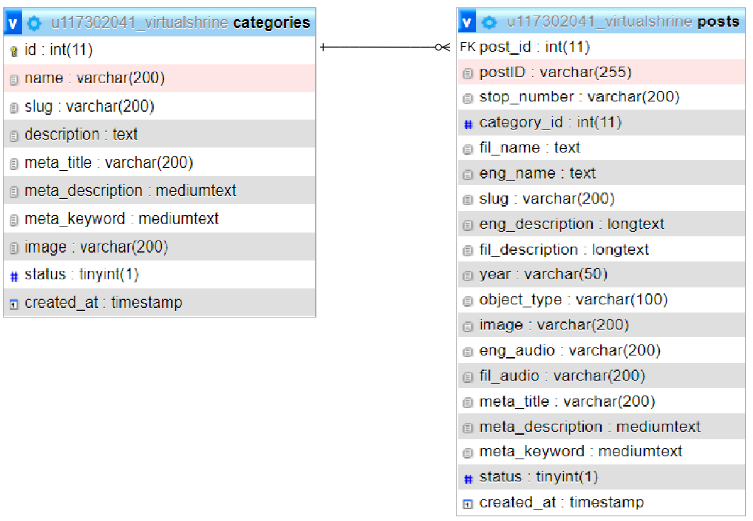 u117302041_virtualshrine categories
id : int(11)
name : varchar(200)
slug : varchar(200)
description : text
meta_title : varchar(200)
meta_description : mediumtext
meta_keyword : mediumtext
image : varchar(200)
status : tinyint(1)
created_at : timestamp
u117302041_virtualshrine posts
FK post_id : int(11)
postID : varchar(255)
stop_number : varchar(200)
category_id : int(11)
fil_name : text
eng_name : text
slug : varchar(200)
eng_description : longtext
fil_description : longtext
year : varchar(50)
object_type : varchar(100)
image : varchar(200)
eng_audio : varchar(200)
fil_audio : varchar(200)
meta_title : varchar(200)
meta_description : mediumtext
meta_keyword : mediumtext
status : tinyint(1)
created_at : timestamp